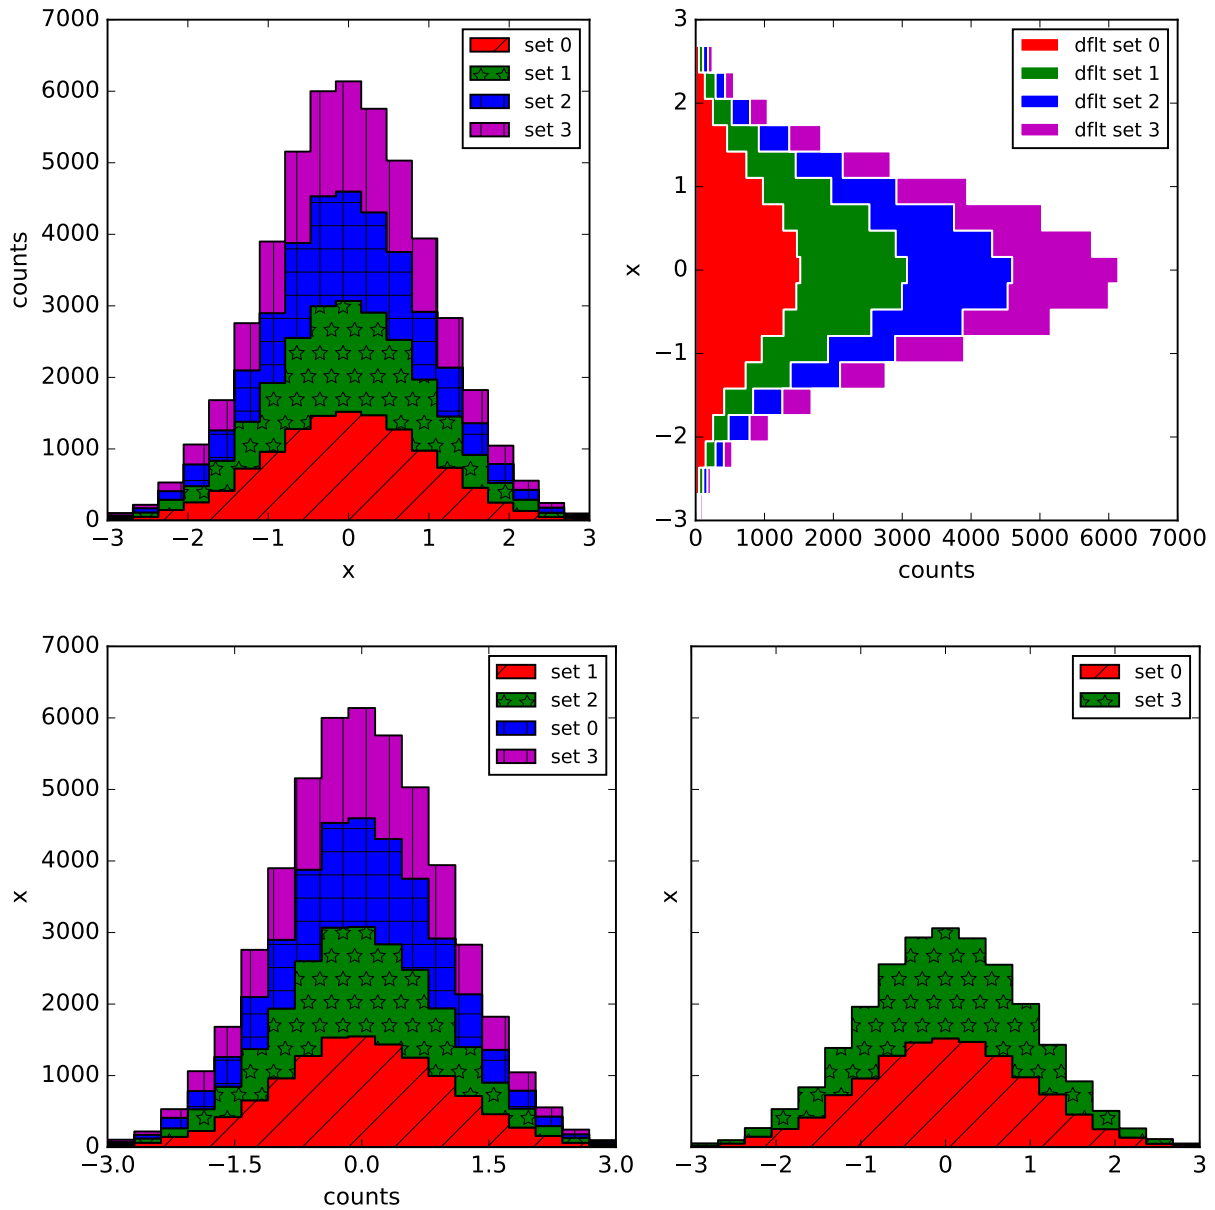 7000
6000
5000
4000
3000
2000
1000
0
counts
−3 −2 −1 0 1 2 3
x
set 0
set 1
set 2
set 3
3
2
1
0
−1
−2
−3
x
0 1000 2000 3000 4000 5000 6000 7000
counts
dflt set 0
dflt set 1
dflt set 2
dflt set 3
7000
6000
5000
4000
3000
2000
1000
0
x
−3.0 −1.5 0.0 1.5 3.0
counts
set 1
set 2
set 0
set 3
x
−3 −2 −1 0 1 2 3
set 0
set 3